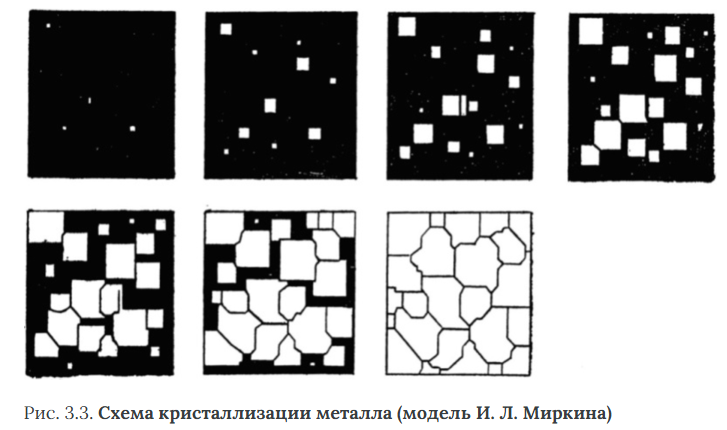 Рис. 3.3. Схема кристаллизации металла (модель И. Л. Миркина)